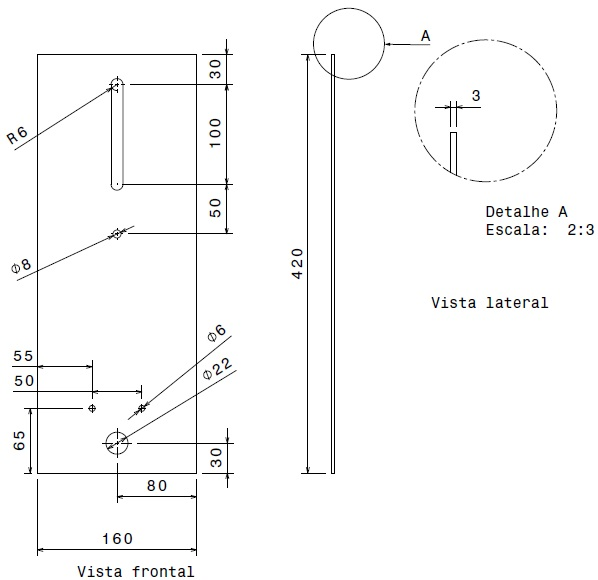 A
30
3
R6
100
50
Detalhe A
Escala: 2:3
Ø8
420
Vista lateral
Ø6
55
Ø22
50
65
30
80
160
Vista frontal